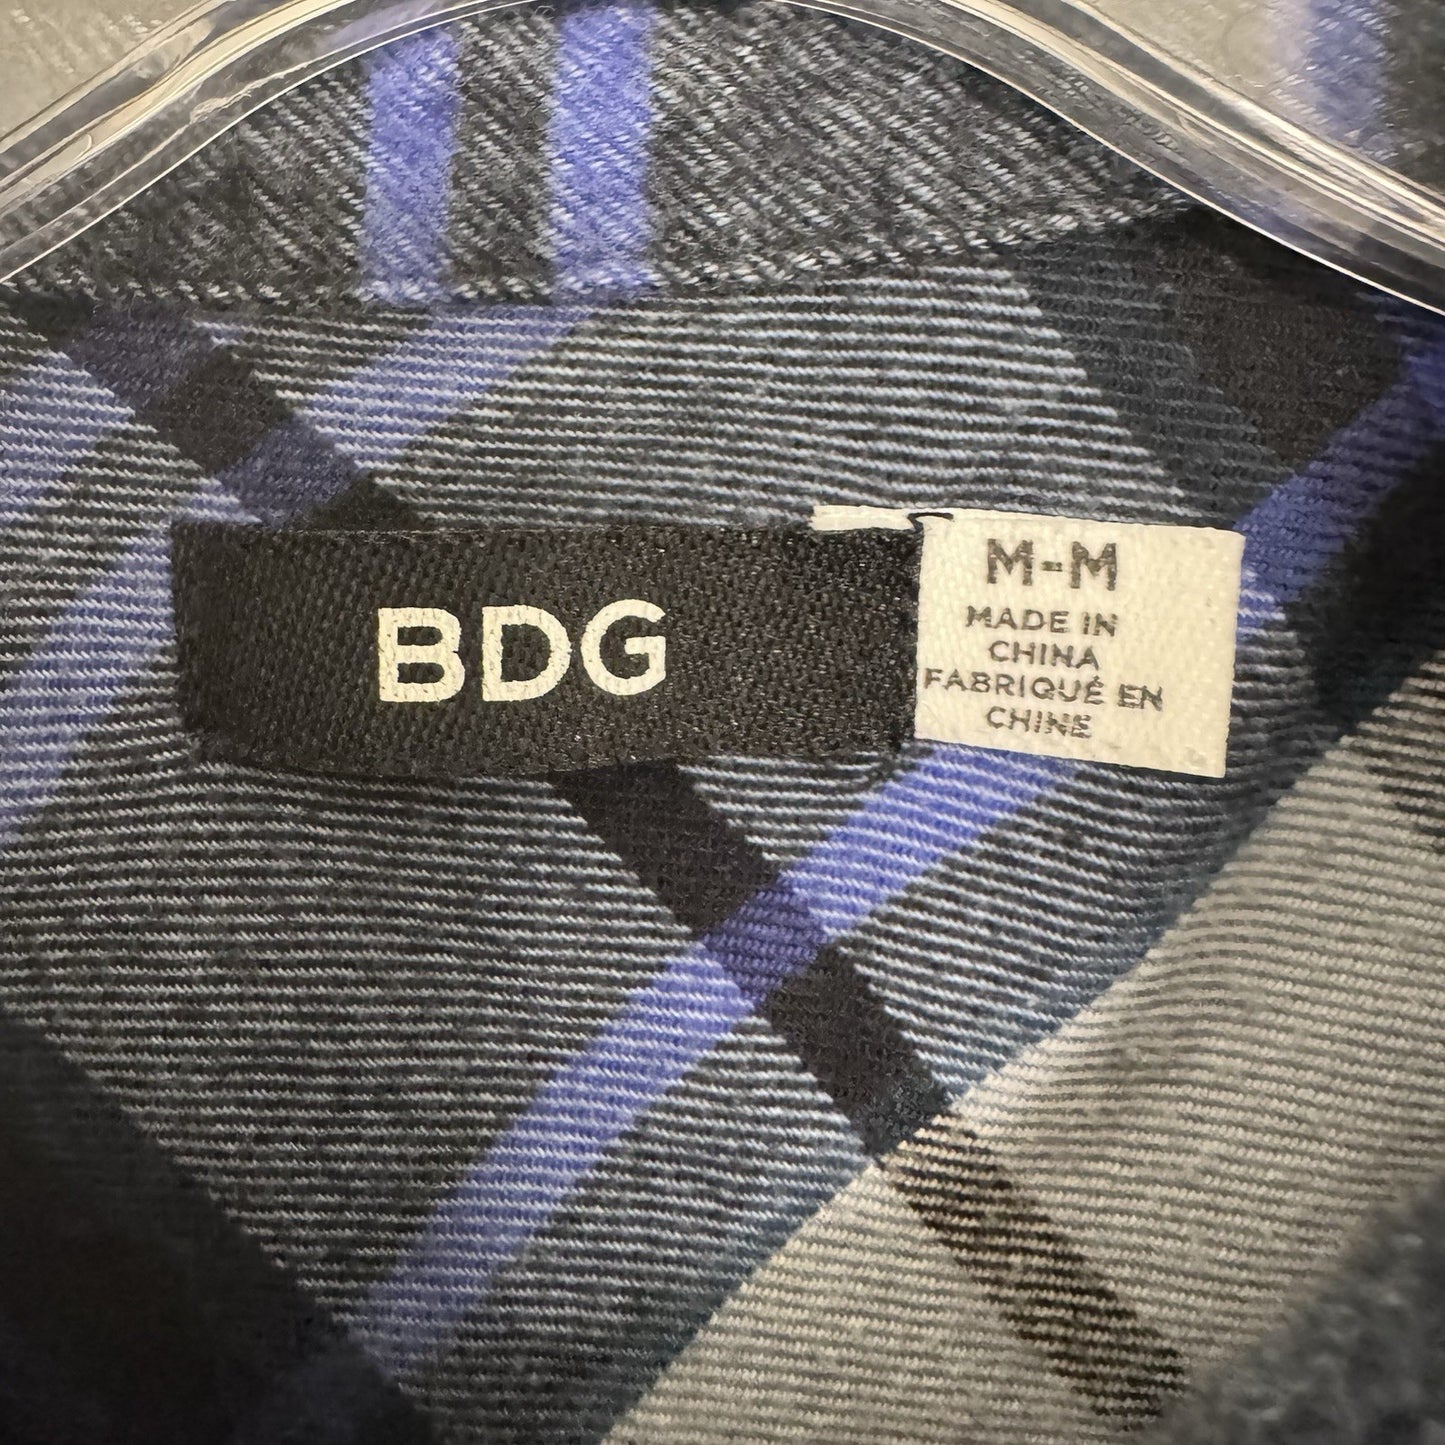 BDG
M-M
MADE IN
CHINA
FABRIQUÉ EN
CHINE